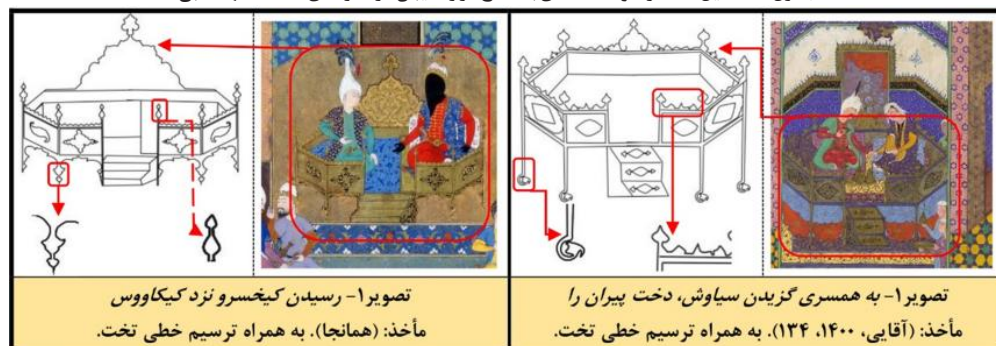 تصویر۱- به همسری گزیدن سیاوش، دخت پیران را
مأخذ: (آقایی، ۱۴۰۰، ۱۳۴). به همراه ترسیم خطی تخت.
تصویر۱- رسیدن کیخسرو نزد کیکاووس
مأخذ: (همانجا). به همراه ترسیم خطی تخت.